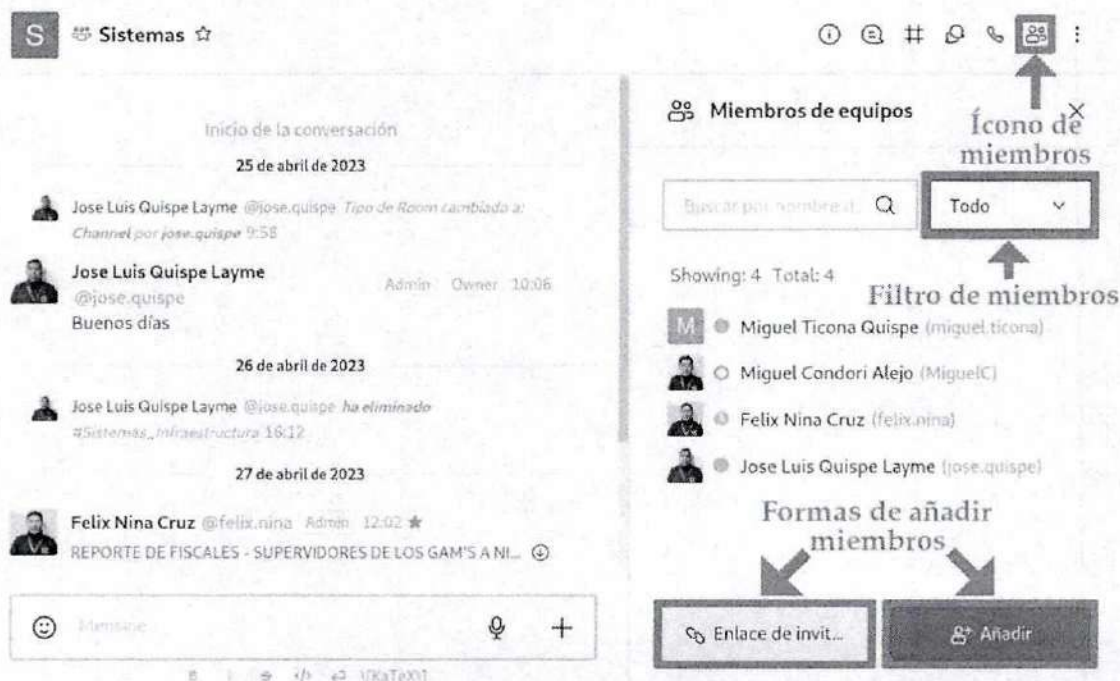 S Sistemas
Inicio de la conversación
25 de abril de 2023
Jose Luis Quispe Layme @jose.quispe Tipo de Room cambiado a:
Channel por jose.quispe 9:58
Jose Luis Quispe Layme
Admin Owner 10:06
@jose.quispe
Buenos días
26 de abril de 2023
Jose Luis Quispe Layme @jose.quispe ha eliminado
#Sistemas_Infraestructura 16:12
27 de abril de 2023
Felix Nina Cruz @felix.nina Admin 12:02
REPORTE DE FISCALES - SUPERVIDORES DE LOS GAM'S A NI...
Mensaje
Miembros de equipos
Ícono de
miembros
Buscar por nombre d
Todo
Filtro de miembros
Showing: 4 Total: 4
M Miguel Ticona Quispe (miguel.ticona)
Miguel Condori Alejo (MiguelC)
Felix Nina Cruz (felix.nina)
Jose Luis Quispe Layme (jose.quispe)
Formas de añadir
miembros
Enlace de invit...
Añadir